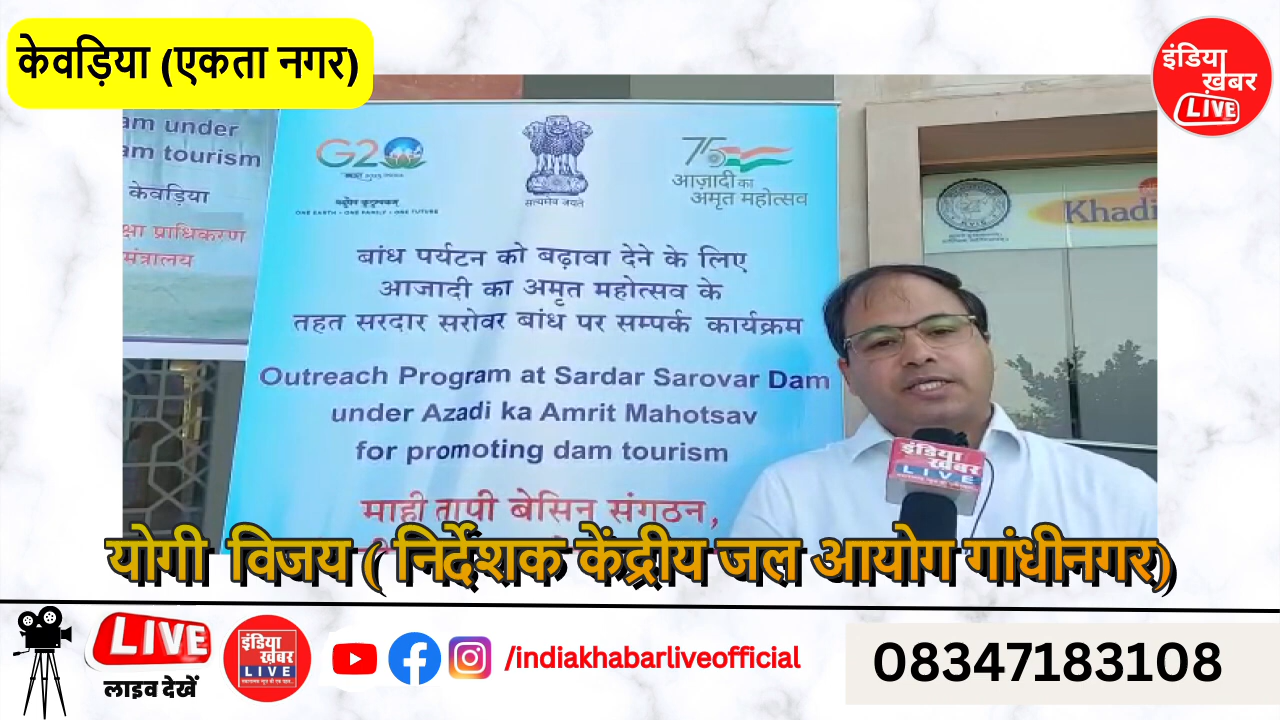 केवड़िया (एकता नगर)
इंडिया
खबर
LIVE
am under
am tourism
केवड़िया
क्षा प्राधिकरण
मंत्रालय
G20
ONE EARTH • ONE FAMILY • ONE FUTURE
सत्यमेव जयते
75
आज़ादी का
अमृत महोत्सव
बांध पर्यटन को बढ़ावा देने के लिए
आजादी का अमृत महोत्सव के
तहत सरदार सरोवर बांध पर सम्पर्क कार्यक्रम
Outreach Program at Sardar Sarovar Dam
under Azadi ka Amrit Mahotsav
for promoting dam tourism
माही तापी बेसिन संगठन,
Khadi
इंडिया
खबर
LIVE
योगी विजय ( निर्देशक केंद्रीय जल आयोग गांधीनगर)
LIVE
लाइव देखें
इंडिया
खबर
LIVE
/indiakhabarliveofficial
08347183108